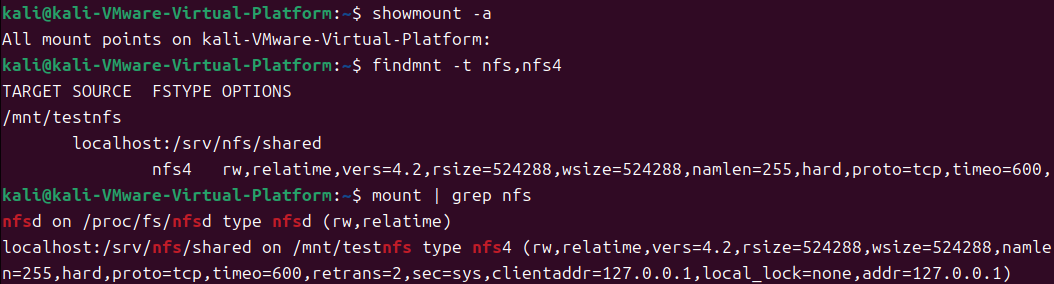 kali@kali-VMware-Virtual-Platform:~$ showmount -a
All mount points on kali-VMware-Virtual-Platform:
kali@kali-VMware-Virtual-Platform:~$ findmnt -t nfs,nfs4
TARGET SOURCE  FSTYPE OPTIONS
/mnt/testnfs
       localhost:/srv/nfs/shared
               nfs4   rw,relatime,vers=4.2,rsize=524288,wsize=524288,namlen=255,hard,proto=tcp,timeo=600,
kali@kali-VMware-Virtual-Platform:~$ mount | grep nfs
nfsd on /proc/fs/nfsd type nfsd (rw,relatime)
localhost:/srv/nfs/shared on /mnt/testnfs type nfs4 (rw,relatime,vers=4.2,rsize=524288,wsize=524288,namle
n=255,hard,proto=tcp,timeo=600,retrans=2,sec=sys,clientaddr=127.0.0.1,local_lock=none,addr=127.0.0.1)